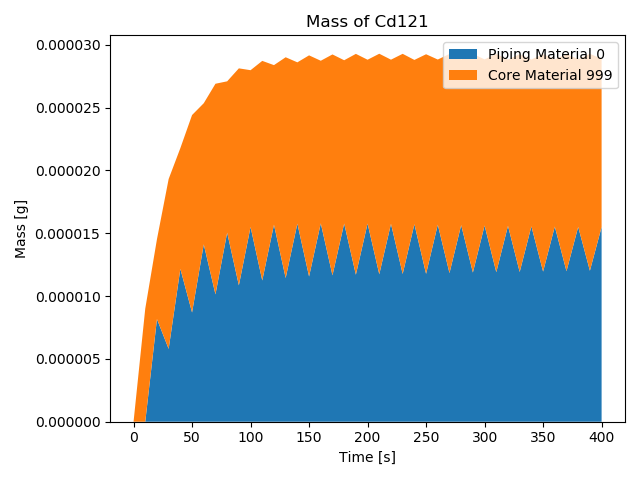 Mass of Cd121
Piping Material 0
Core Material 999
0.000030
0.000025
0.000020
0.000015
0.000010
0.000005
0.000000
Mass [g]
0 50 100 150 200 250 300 350 400
Time [s]